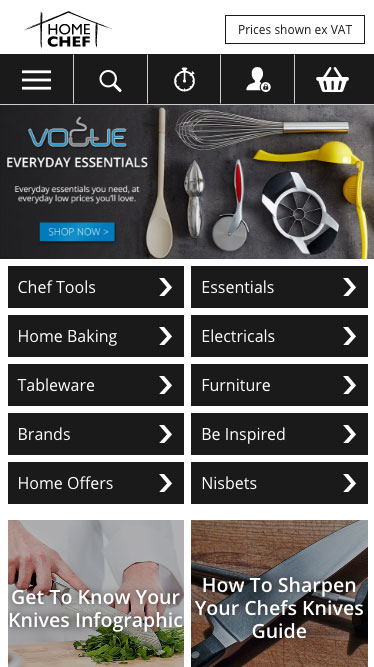 HOME
CHEF
Prices shown ex VAT
VOGUE
EVERYDAY ESSENTIALS
Everyday essentials you need, at
everyday low prices you'll love.
SHOP NOW >
Chef Tools
Essentials
Home Baking
Electricals
Tableware
Furniture
Brands
Be Inspired
Home Offers
Nisbets
Get To Know Your
Knives Infographic
How To Sharpen
Your Chefs Knives
Guide